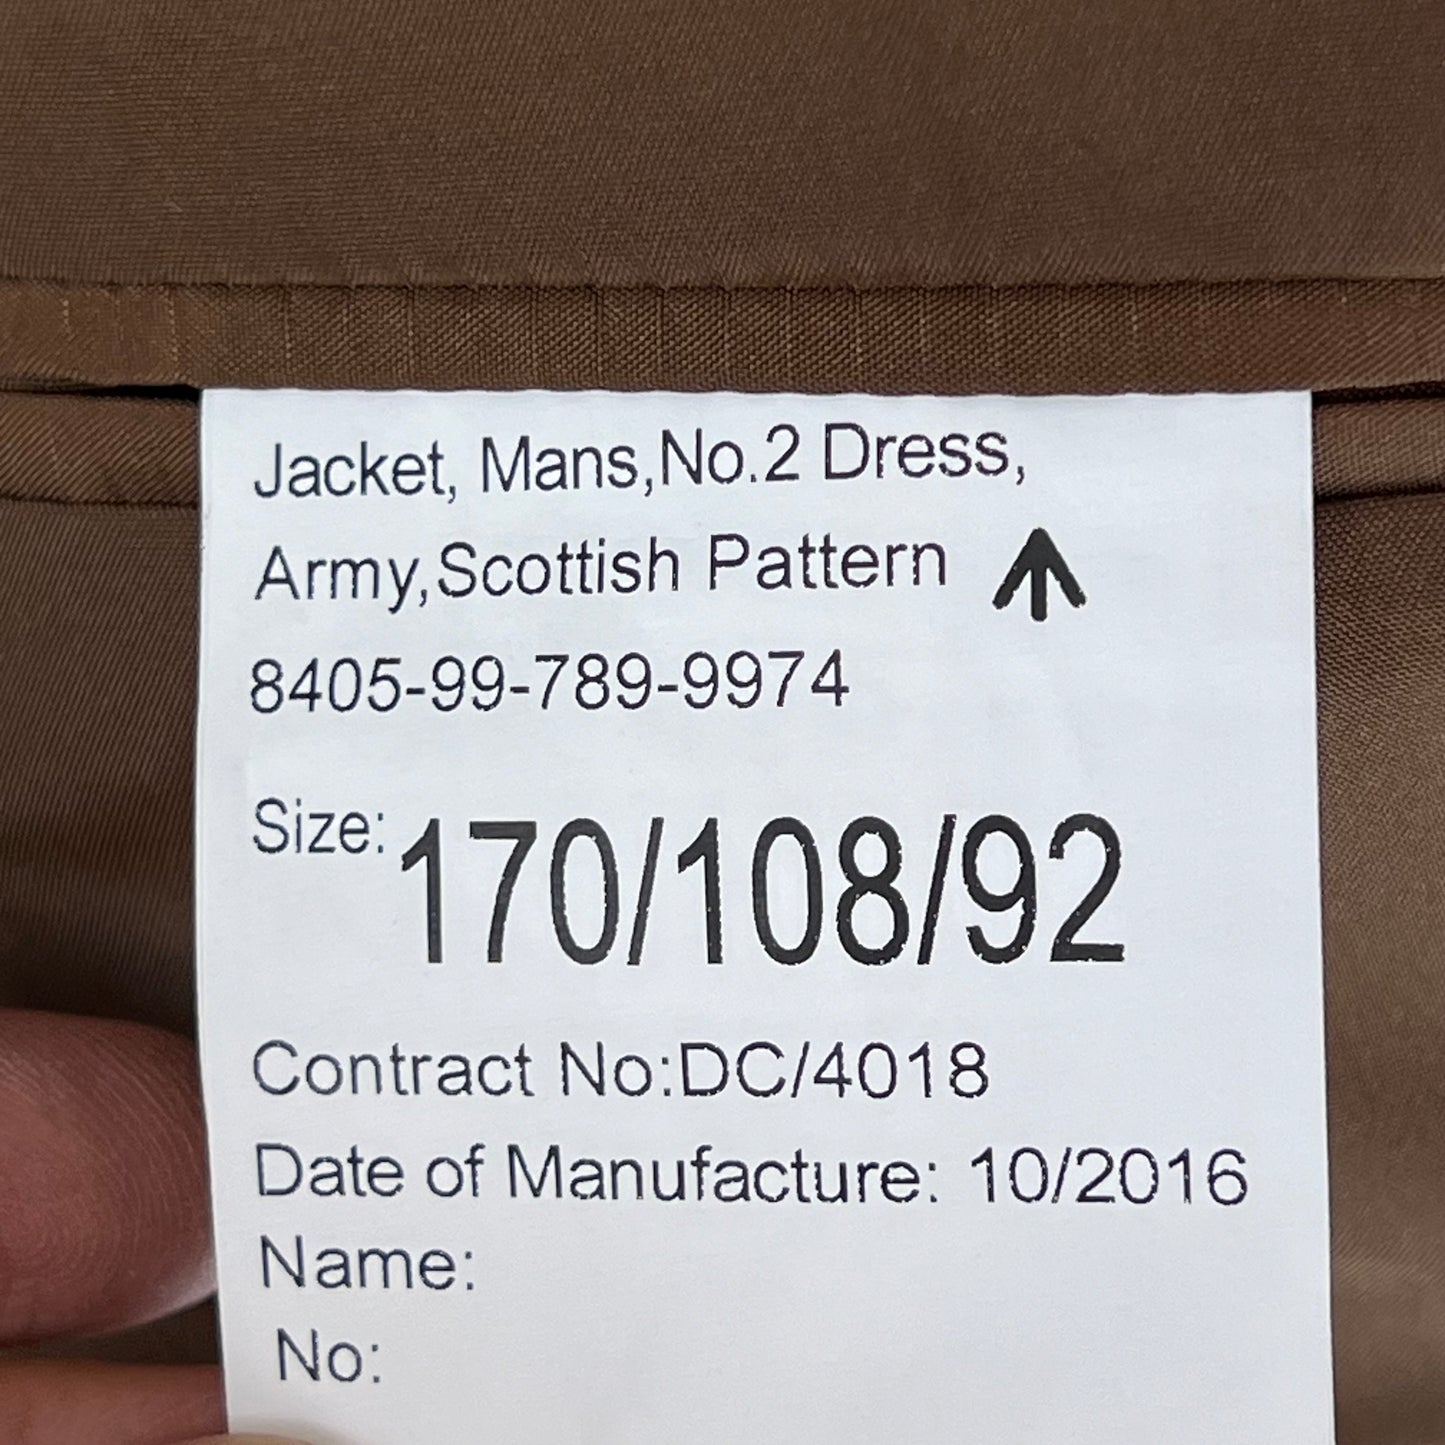 Jacket, Mans,No.2 Dress,
Army,Scottish Pattern
8405-99-789-9974
Size: 170/108/92
Contract No:DC/4018
Date of Manufacture: 10/2016
Name:
No: